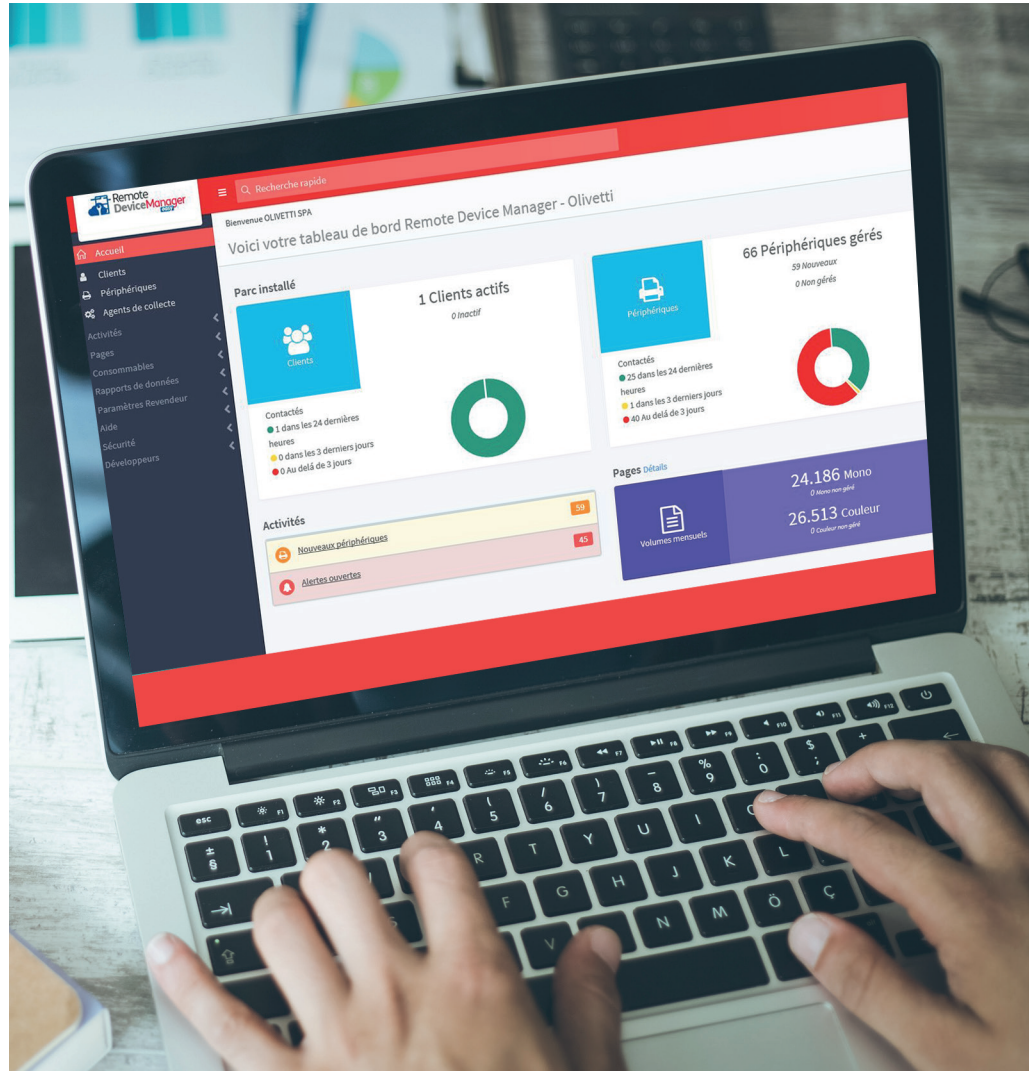 Remote
DeviceManager
easy
Recherche rapide
Bienvenue OLIVETTI SPA
Voici votre tableau de bord Remote Device Manager - Olivetti
Accueil
Clients
Périphériques
Agents de collecte
Activités
Pages
Consommables
Rapports de données
Paramètres Revendeur
Aide
Sécurité
Développeurs
Parc installé
Clients
1 Clients actifs
0 Inactif
Contactés
1 dans les 24 dernières
heures
0 dans les 3 derniers jours
0 Au delá de 3 jours
Périphériques
66 Périphériques gérés
59 Nouveaux
0 Non gérés
Contactés
25 dans les 24 dernières
heures
1 dans les 3 derniers jours
40 Au delá de 3 jours
Activités
Nouveaux périphériques 59
Alertes ouvertes 45
Pages Détails
Volumes mensuels
24.186 Mono
0 Mono non géré
26.513 Couleur
0 Couleur non géré
esc F1 F2 F3 F4 F5 F6 F7 F8 F9 F10 F11 F12
± ! * " ' ( / ) _ % : $ +
§ 1 2 3 4 5 6 7 8 9 0 ; ←
R T Y U I
F G H J K L Ö Ç
V N M